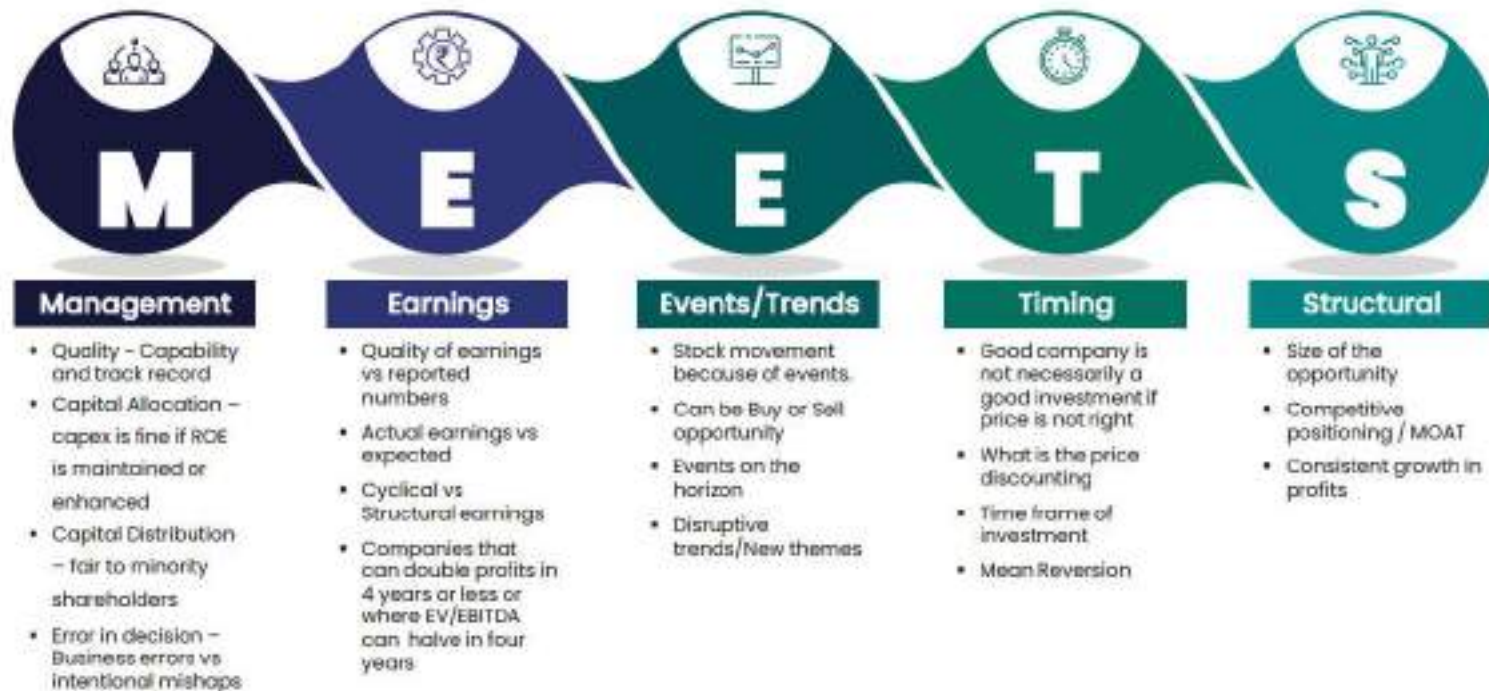 M
E
E
T
S
Management
• Quality - Capability
and track record
• Capital Allocation –
capex is fine if ROE
is maintained or
enhanced
• Capital Distribution
– fair to minority
shareholders
• Error in decision –
Business errors vs
intentional mishaps
Earnings
• Quality of earnings
vs reported
numbers
• Actual earnings vs
expected
• Cyclical vs
Structural earnings
• Companies that
can double profits in
4 years or less or
where EV/EBITDA
can halve in four
years
Events/Trends
• Stock movement
because of events.
• Can be Buy or Sell
opportunity
• Events on the
horizon
• Disruptive
trends/New themes
Timing
• Good company is
not necessarily a
good investment if
price is not right
• What is the price
discounting
• Time frame of
investment
• Mean Reversion
Structural
• Size of the
opportunity
• Competitive
positioning / MOAT
• Consistent growth in
profits